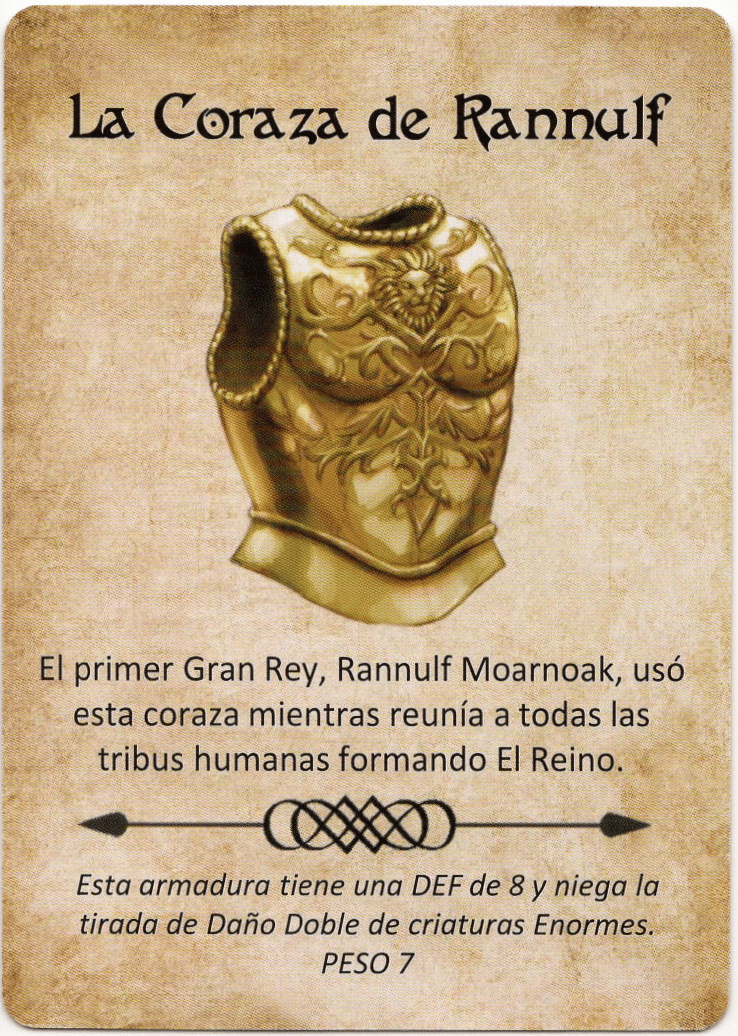 La Coraza de Rannulf
El primer Gran Rey, Rannulf Moarnoak, usó
esta coraza mientras reunía a todas las
tribus humanas formando El Reino.
Esta armadura tiene una DEF de 8 y niega la
tirada de Daño Doble de criaturas Enormes.
PESO 7